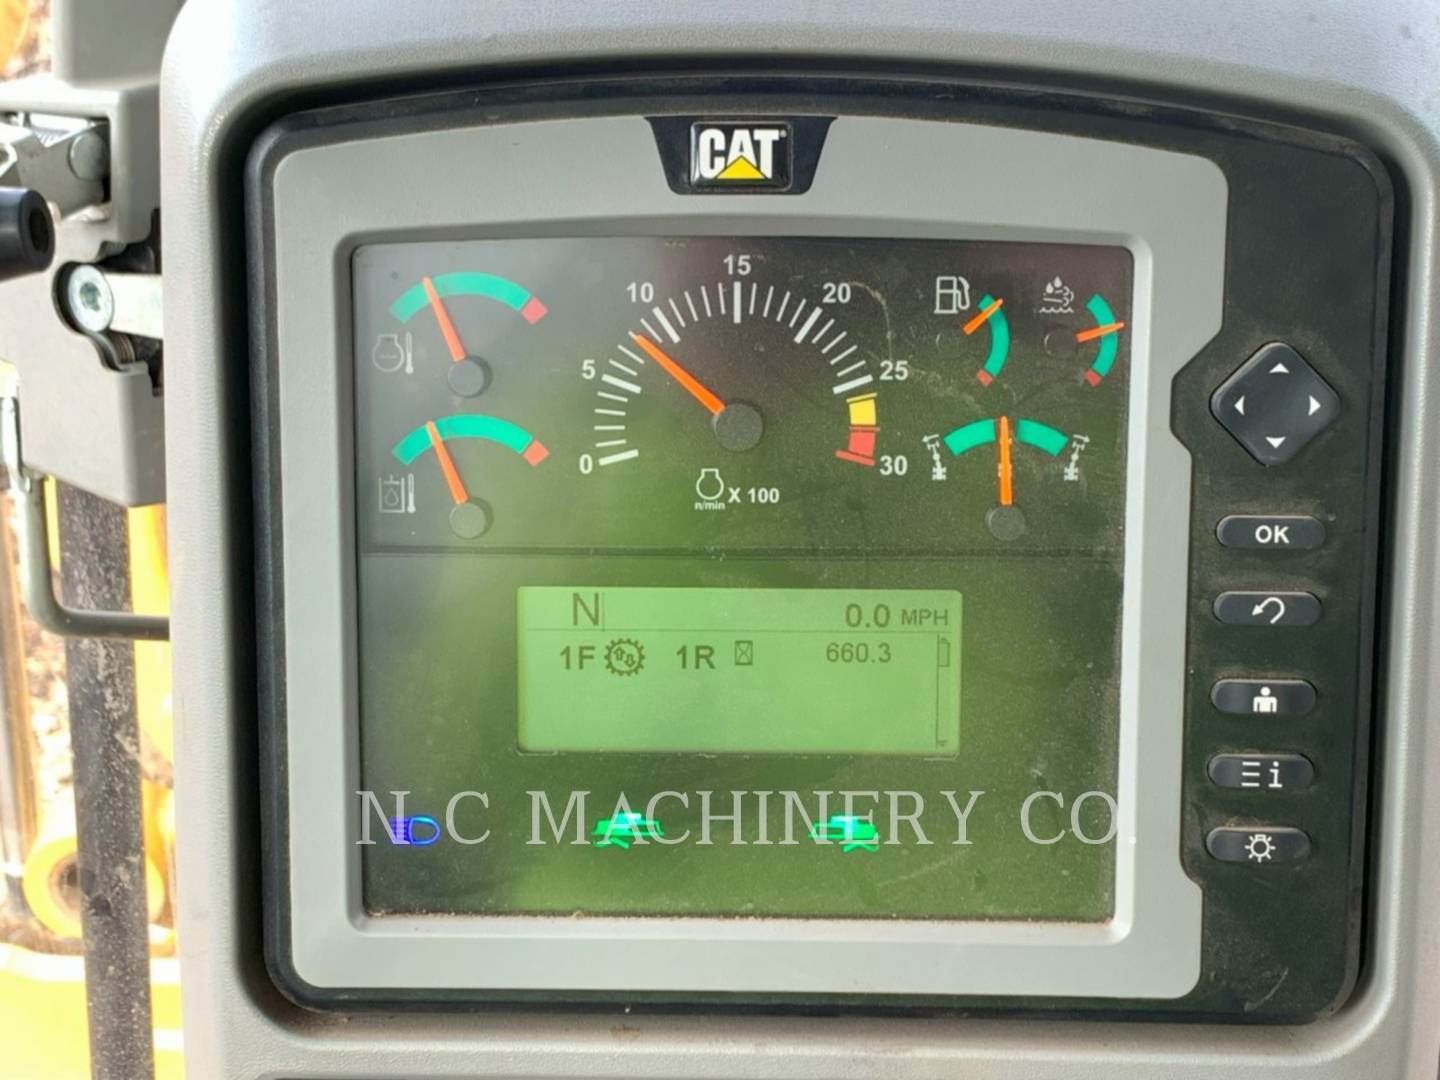 CAT
15
10
20
5
25
0
30
n/min X 100
OK
N 0.0 MPH
1F 1R 660.3
i
N C MACHINERY CO.